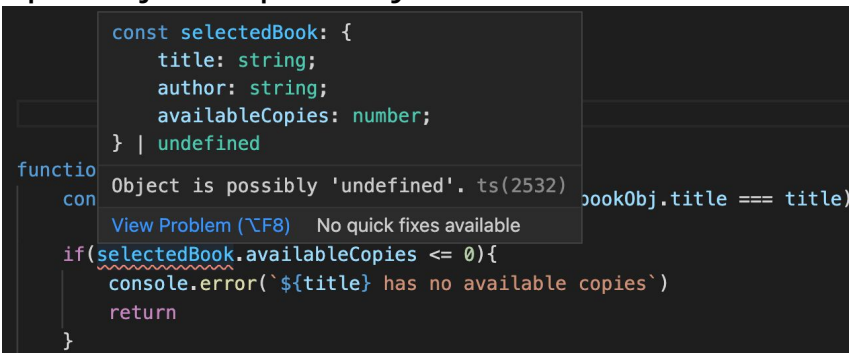 const selectedBook: {
title: string;
author: string;
availableCopies: number;
} | undefined
Object is possibly 'undefined'. ts(2532)
View Problem (⌥F8) No quick fixes available
functio
con bookObj.title === title)
if(selectedBook.availableCopies <= 0){
console.error(`${title} has no available copies`)
return
}